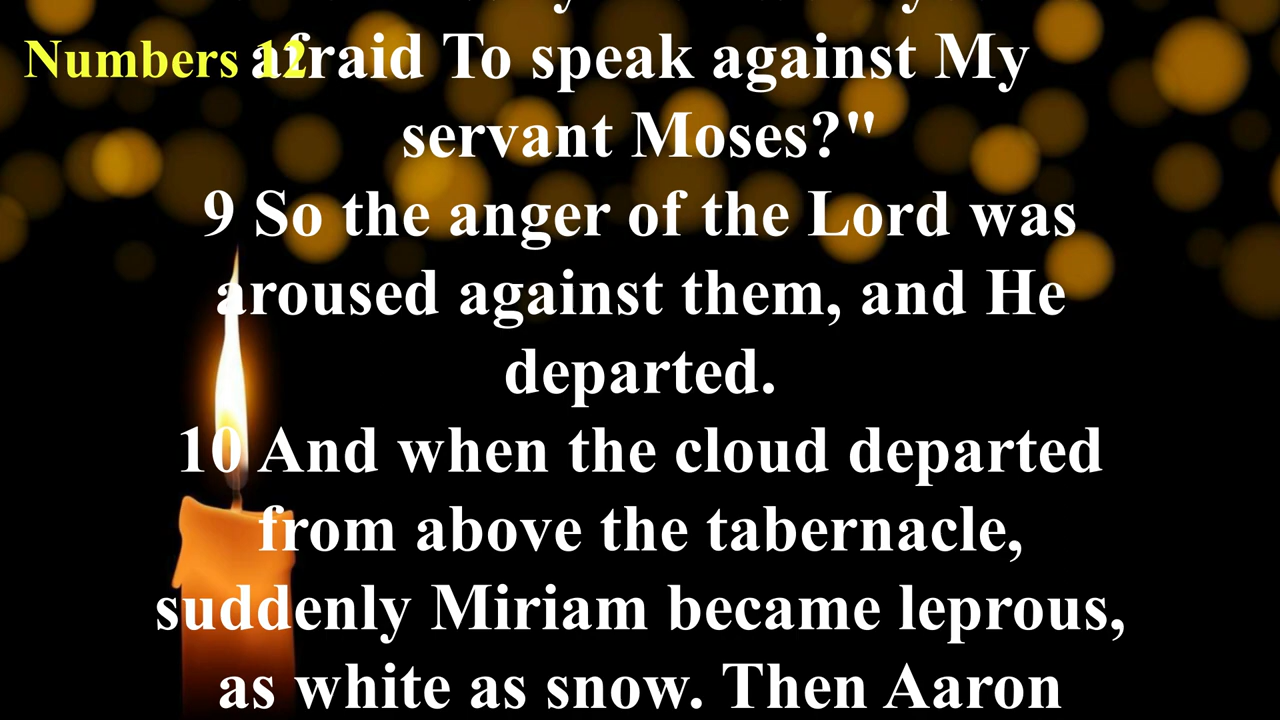 Numbers 12
afraid To speak against My
servant Moses?"
9 So the anger of the Lord was
aroused against them, and He
departed.
10 And when the cloud departed
from above the tabernacle,
suddenly Miriam became leprous,
as white as snow. Then Aaron